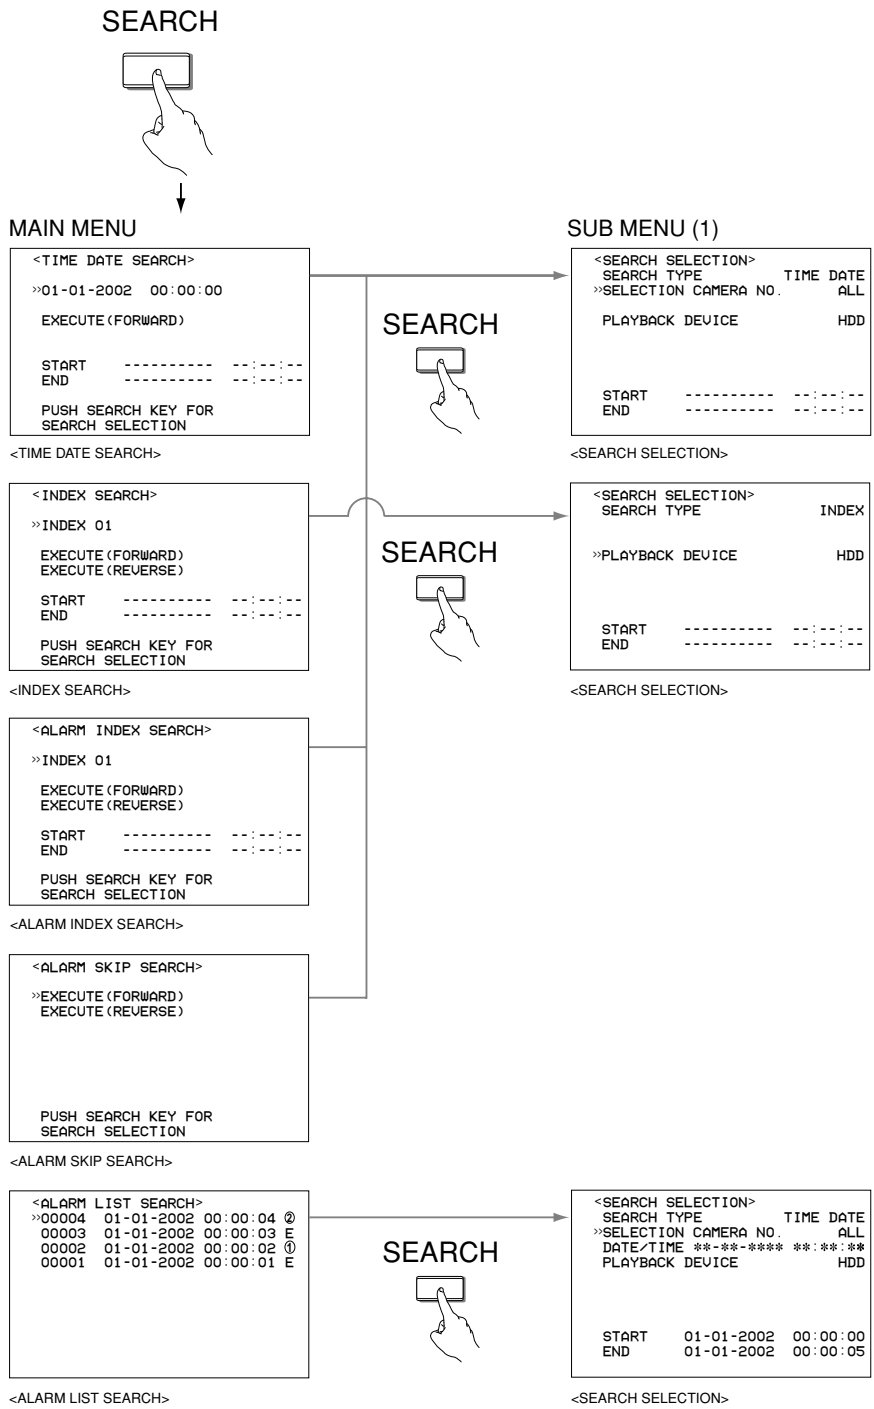 SEARCH
MAIN MENU
<TIME DATE SEARCH>
»01-01-2002 00:00:00
EXECUTE(FORWARD)
START ---------- --:--:--
END ---------- --:--:--
PUSH SEARCH KEY FOR
SEARCH SELECTION
<TIME DATE SEARCH>
SUB MENU (1)
<SEARCH SELECTION>
SEARCH TYPE TIME DATE
»SELECTION CAMERA NO. ALL
PLAYBACK DEVICE HDD
START ---------- --:--:--
END ---------- --:--:--
<SEARCH SELECTION>
SEARCH
<INDEX SEARCH>
»INDEX 01
EXECUTE(FORWARD)
EXECUTE(REVERSE)
START ---------- --:--:--
END ---------- --:--:--
PUSH SEARCH KEY FOR
SEARCH SELECTION
<INDEX SEARCH>
SEARCH
<SEARCH SELECTION>
SEARCH TYPE INDEX
»PLAYBACK DEVICE HDD
START ---------- --:--:--
END ---------- --:--:--
<SEARCH SELECTION>
<ALARM INDEX SEARCH>
»INDEX 01
EXECUTE(FORWARD)
EXECUTE(REVERSE)
START ---------- --:--:--
END ---------- --:--:--
PUSH SEARCH KEY FOR
SEARCH SELECTION
<ALARM INDEX SEARCH>
<ALARM SKIP SEARCH>
»EXECUTE(FORWARD)
EXECUTE(REVERSE)
PUSH SEARCH KEY FOR
SEARCH SELECTION
<ALARM SKIP SEARCH>
<ALARM LIST SEARCH>
»00004 01-01-2002 00:00:04 ②
00003 01-01-2002 00:00:03 E
00002 01-01-2002 00:00:02 ①
00001 01-01-2002 00:00:01 E
<ALARM LIST SEARCH>
SEARCH
<SEARCH SELECTION>
SEARCH TYPE TIME DATE
»SELECTION CAMERA NO. ALL
DATE/TIME **-**-**** **:**:**
PLAYBACK DEVICE HDD
START 01-01-2002 00:00:00
END 01-01-2002 00:00:05
<SEARCH SELECTION>